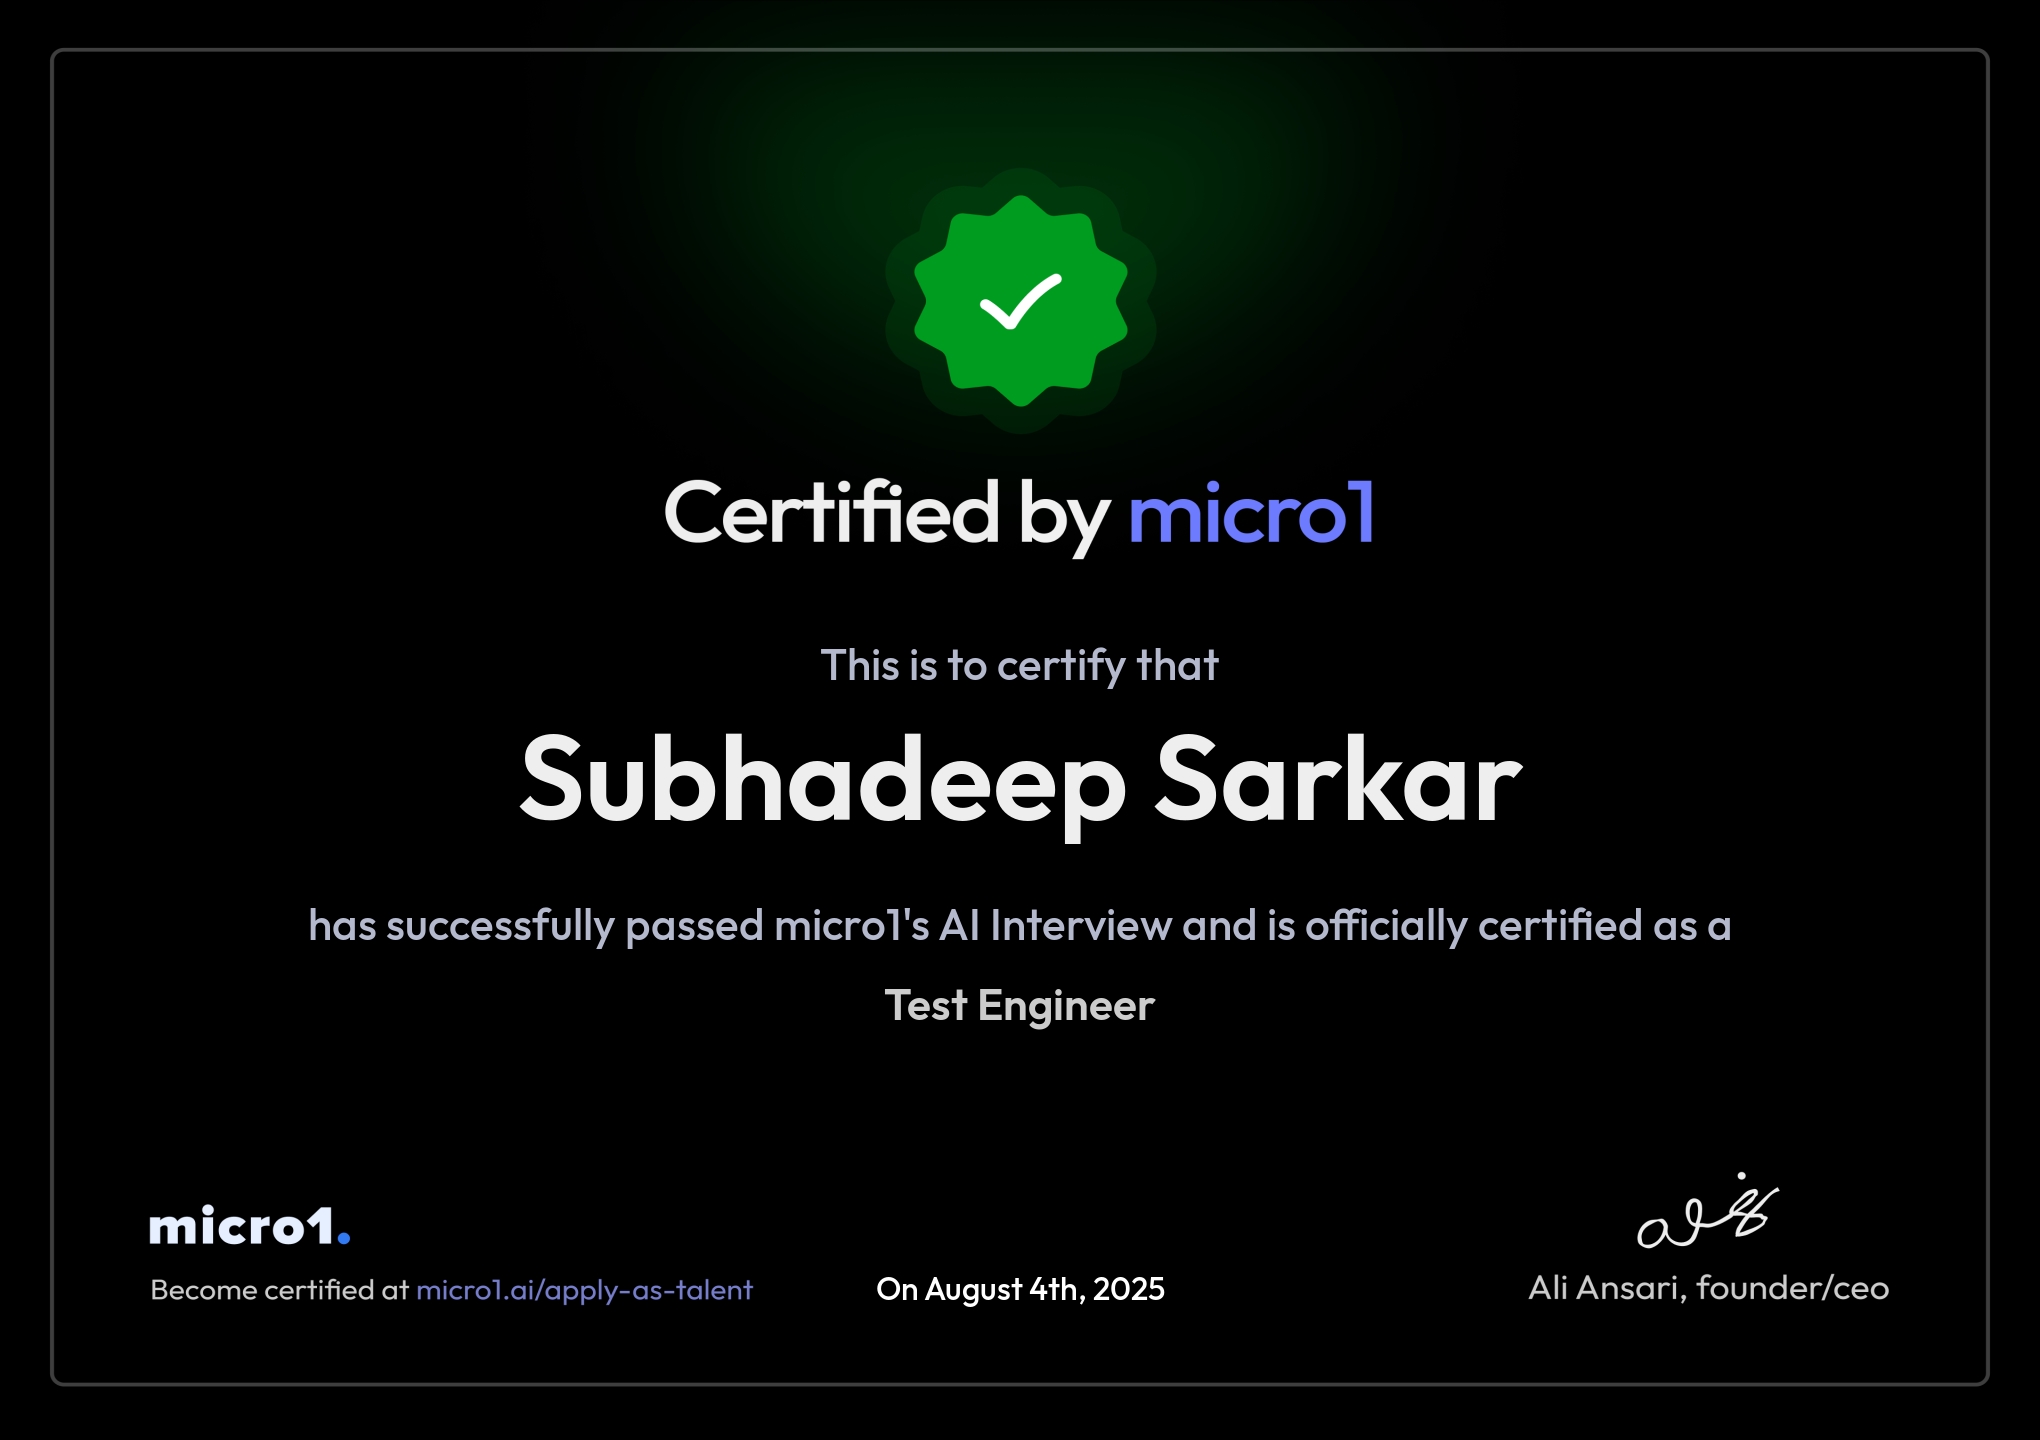 Certified by micro1
This is to certify that
Subhadeep Sarkar
has successfully passed micro1's AI Interview and is officially certified as a
Test Engineer
micro1.
Become certified at micro1.ai/apply-as-talent
On August 4th, 2025
Ali Ansari, founder/ceo